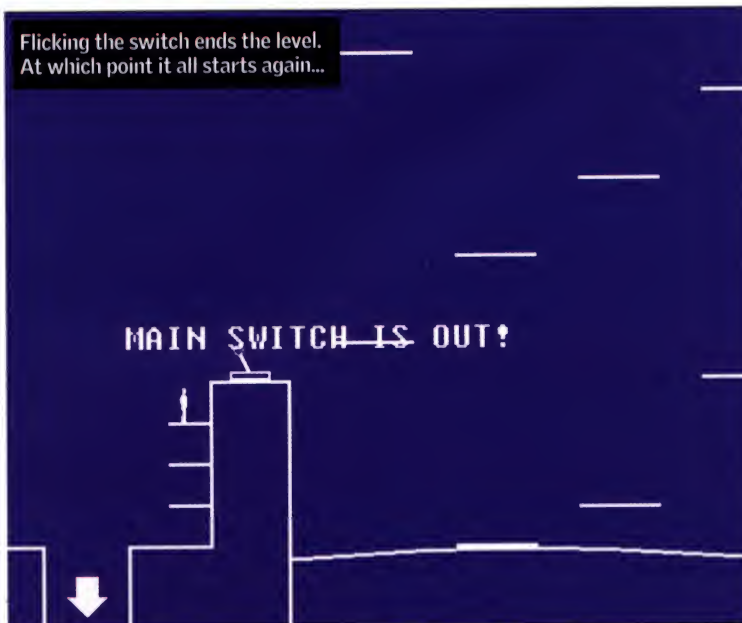 Flicking the switch ends the level.
At which point it all starts again...
MAIN SWITCH IS OUT!